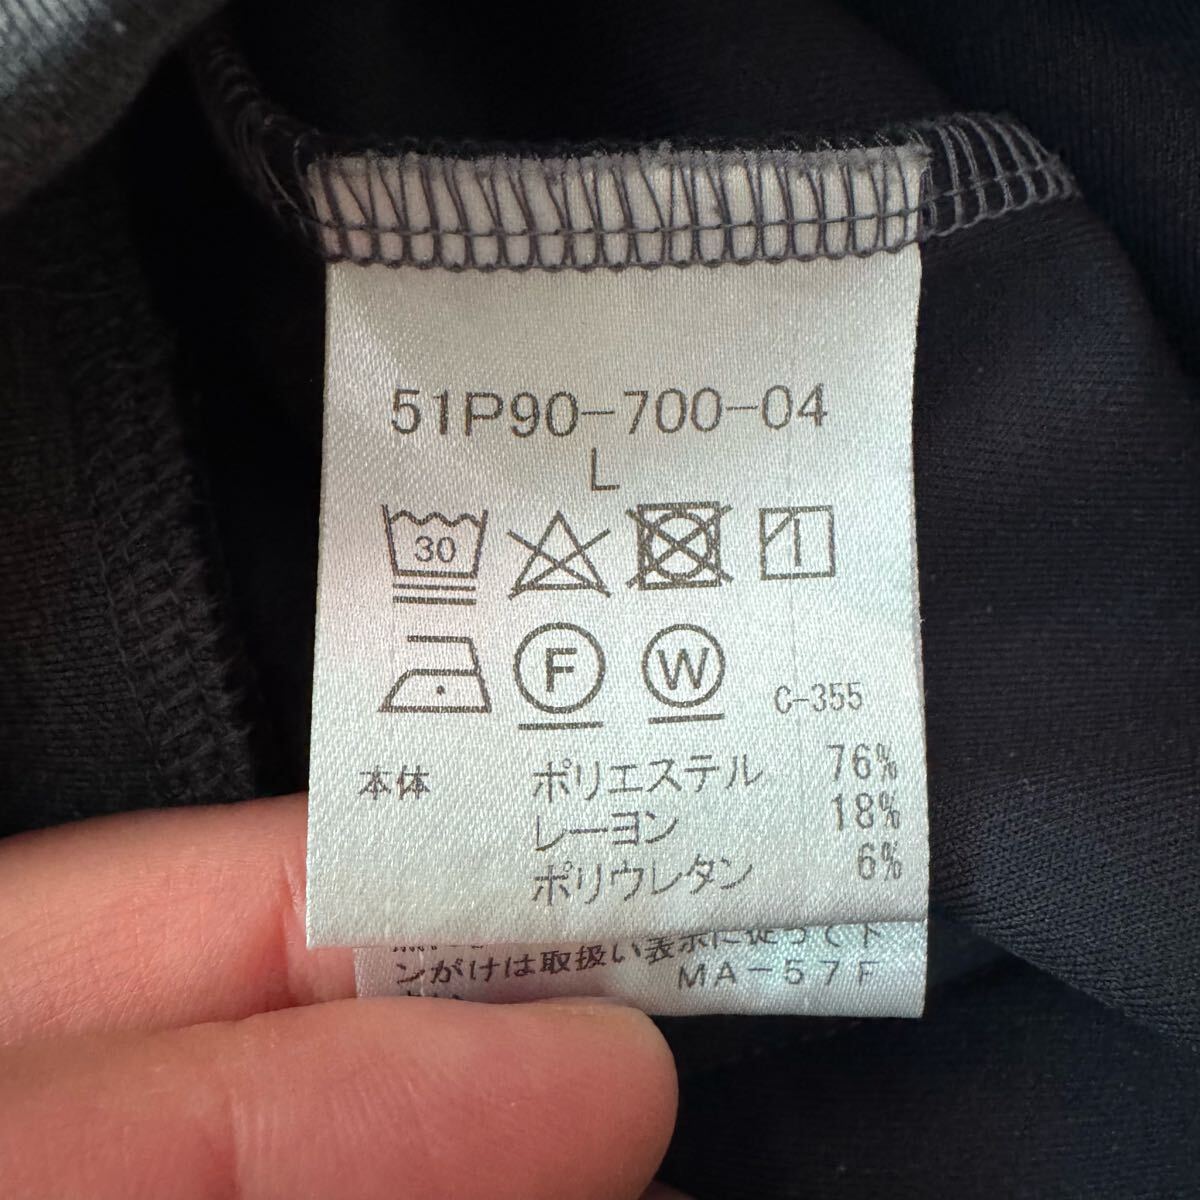 51P90-700-04
L
30
F W C-355
本体 ポリエステル 76%
レーヨン 18%
ポリウレタン 6%
ンがけは取扱い表示に従って下
MA-57F